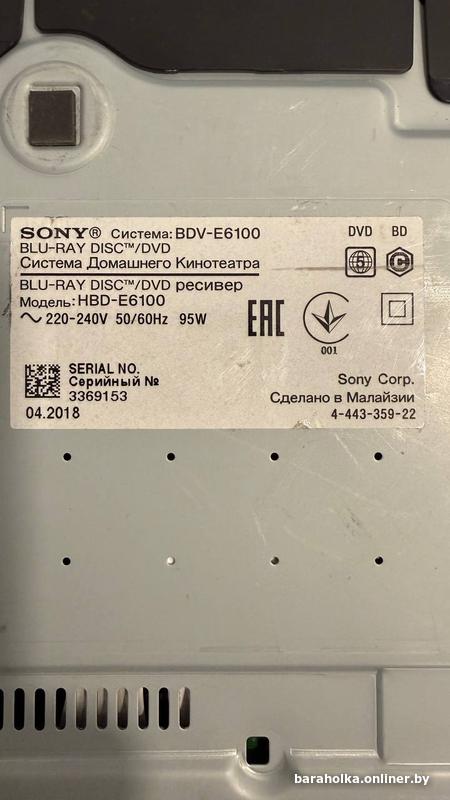 SONY® Система: BDV-E6100
BLU-RAY DISC™/DVD
Система Домашнего Кинотеатра
BLU-RAY DISC™/DVD ресивер
Модель: HBD-E6100
~ 220-240V 50/60Hz 95W
DVD BD
6 C
EAC
001
SERIAL NO.
Серийный №
3369153
04.2018
Sony Corp.
Сделано в Малайзии
4-443-359-22
baraholka.onliner.by